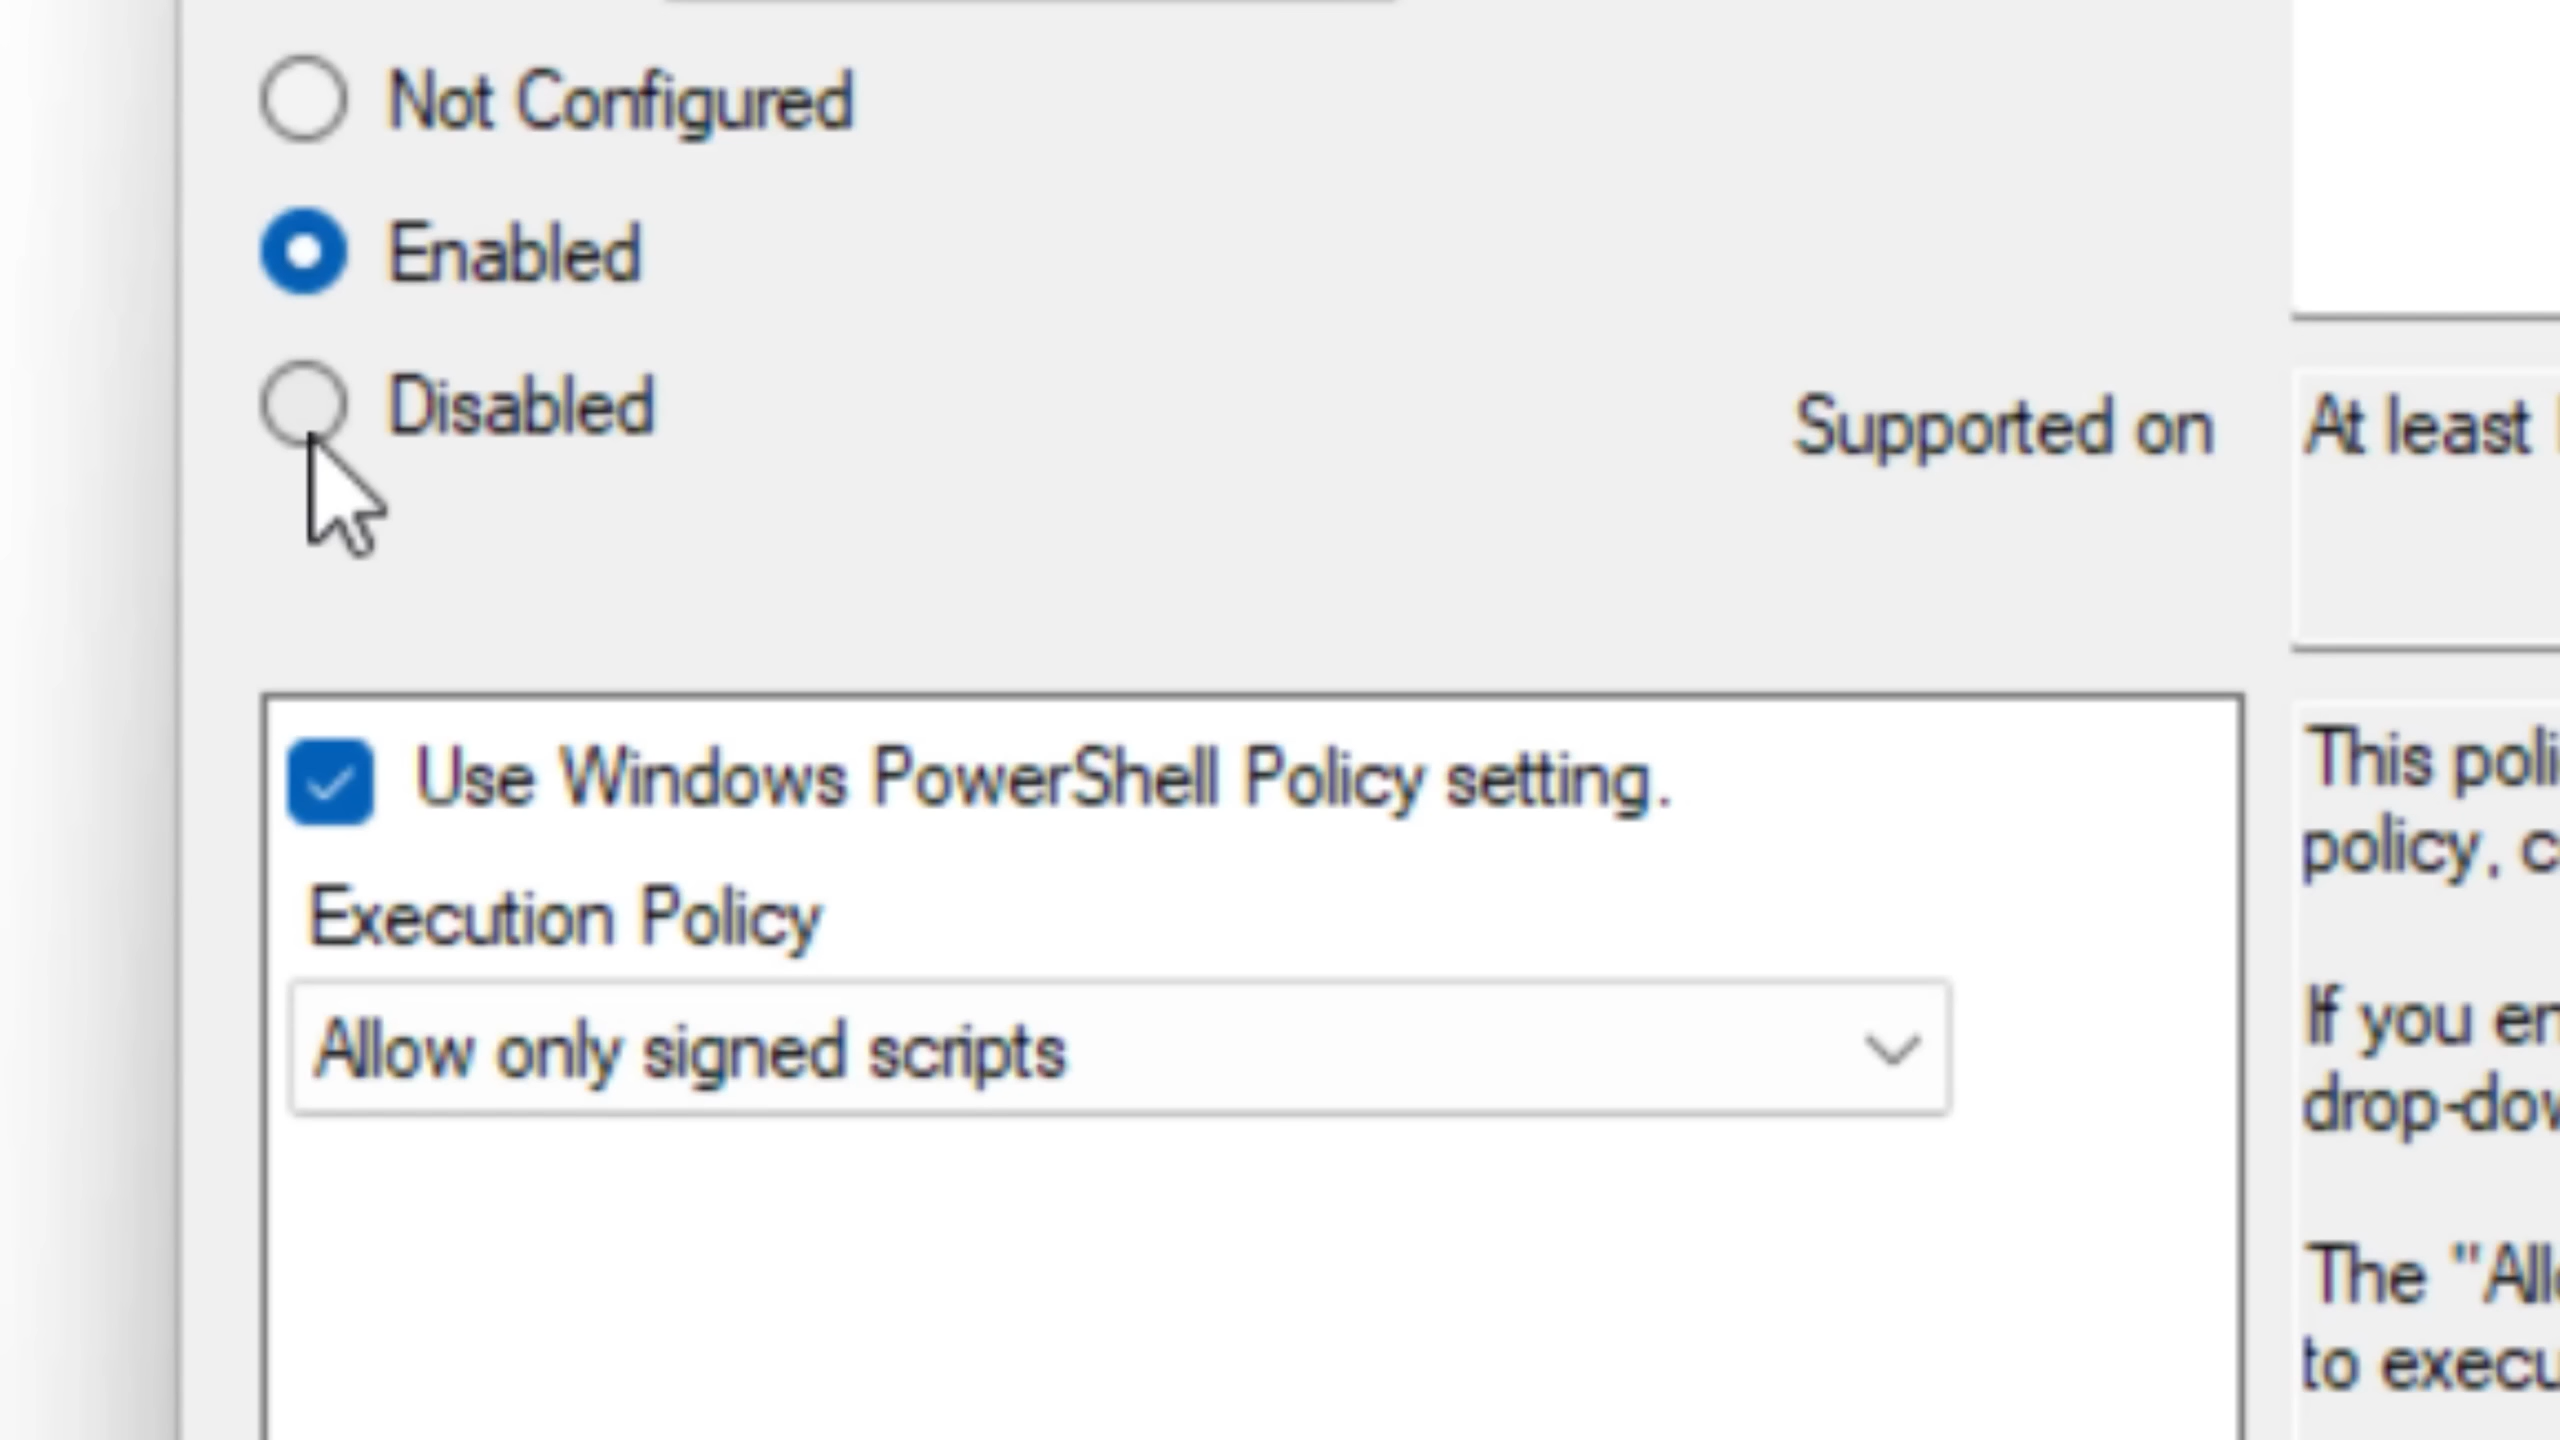 Not Configured
Enabled
Disabled
Supported on
At least
Use Windows PowerShell Policy setting.
Execution Policy
Allow only signed scripts
This poli
policy, c
If you en
drop-dow
The "Allo
to execu